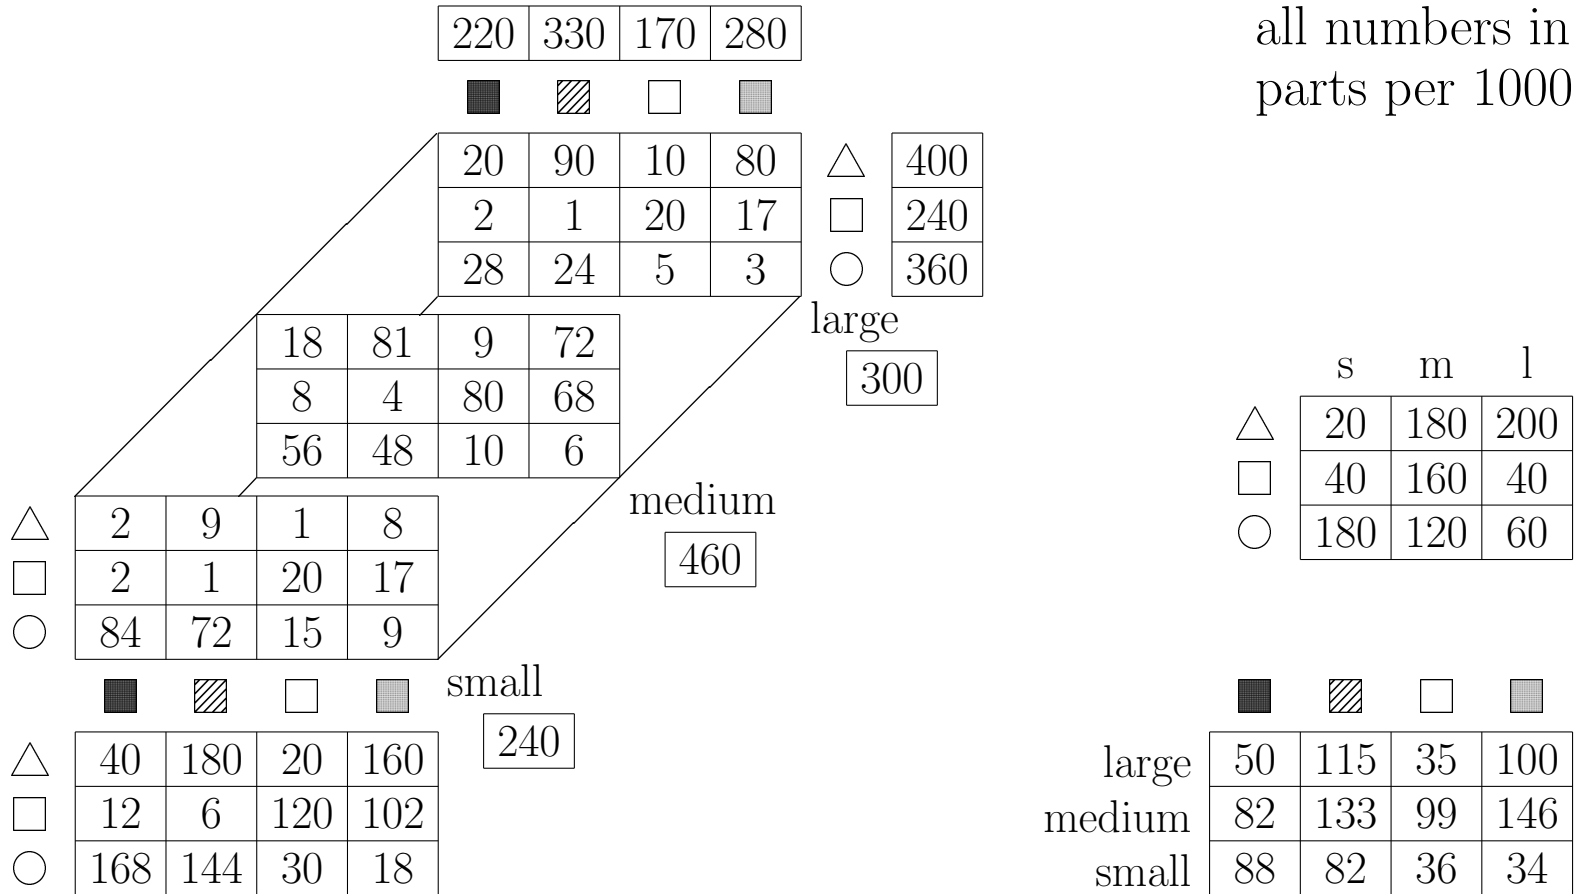 220 330 170 280
all numbers in
parts per 1000
20 90 10 80 400
2 1 20 17 240
28 24 5 3 360
large
300
18 81 9 72
8 4 80 68
56 48 10 6
medium
460
s m l
20 180 200
40 160 40
180 120 60
2 9 1 8
2 1 20 17
84 72 15 9
small
240
40 180 20 160
12 6 120 102
168 144 30 18
large 50 115 35 100
medium 82 133 99 146
small 88 82 36 34